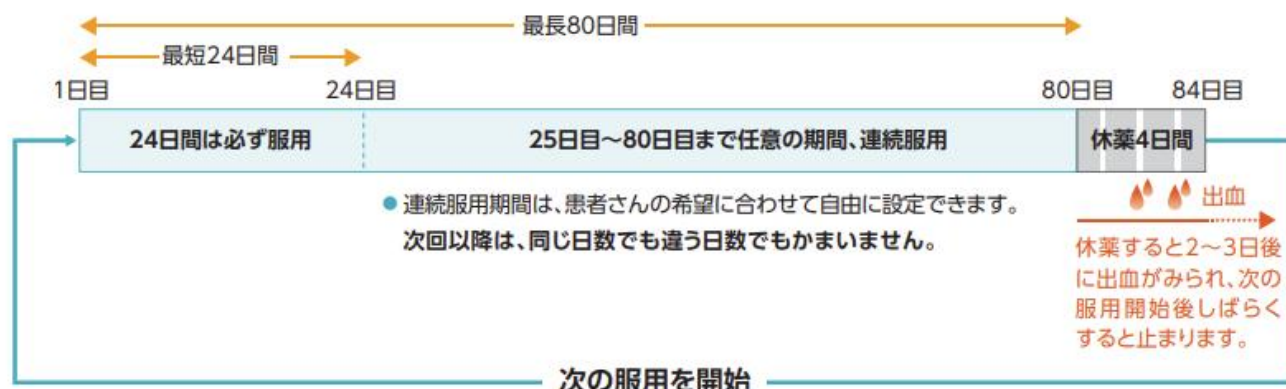 最長80日間
最短24日間
1日目
24日目
80日目
84日目
24日間は必ず服用
25日目〜80日目まで任意の期間、連続服用
休薬4日間
● 連続服用期間は、患者さんの希望に合わせて自由に設定できます。
次回以降は、同じ日数でも違う日数でもかまいません。
出血
休薬すると2〜3日後
に出血がみられ、次の
服用開始後しばらく
すると止まります。
次の服用を開始